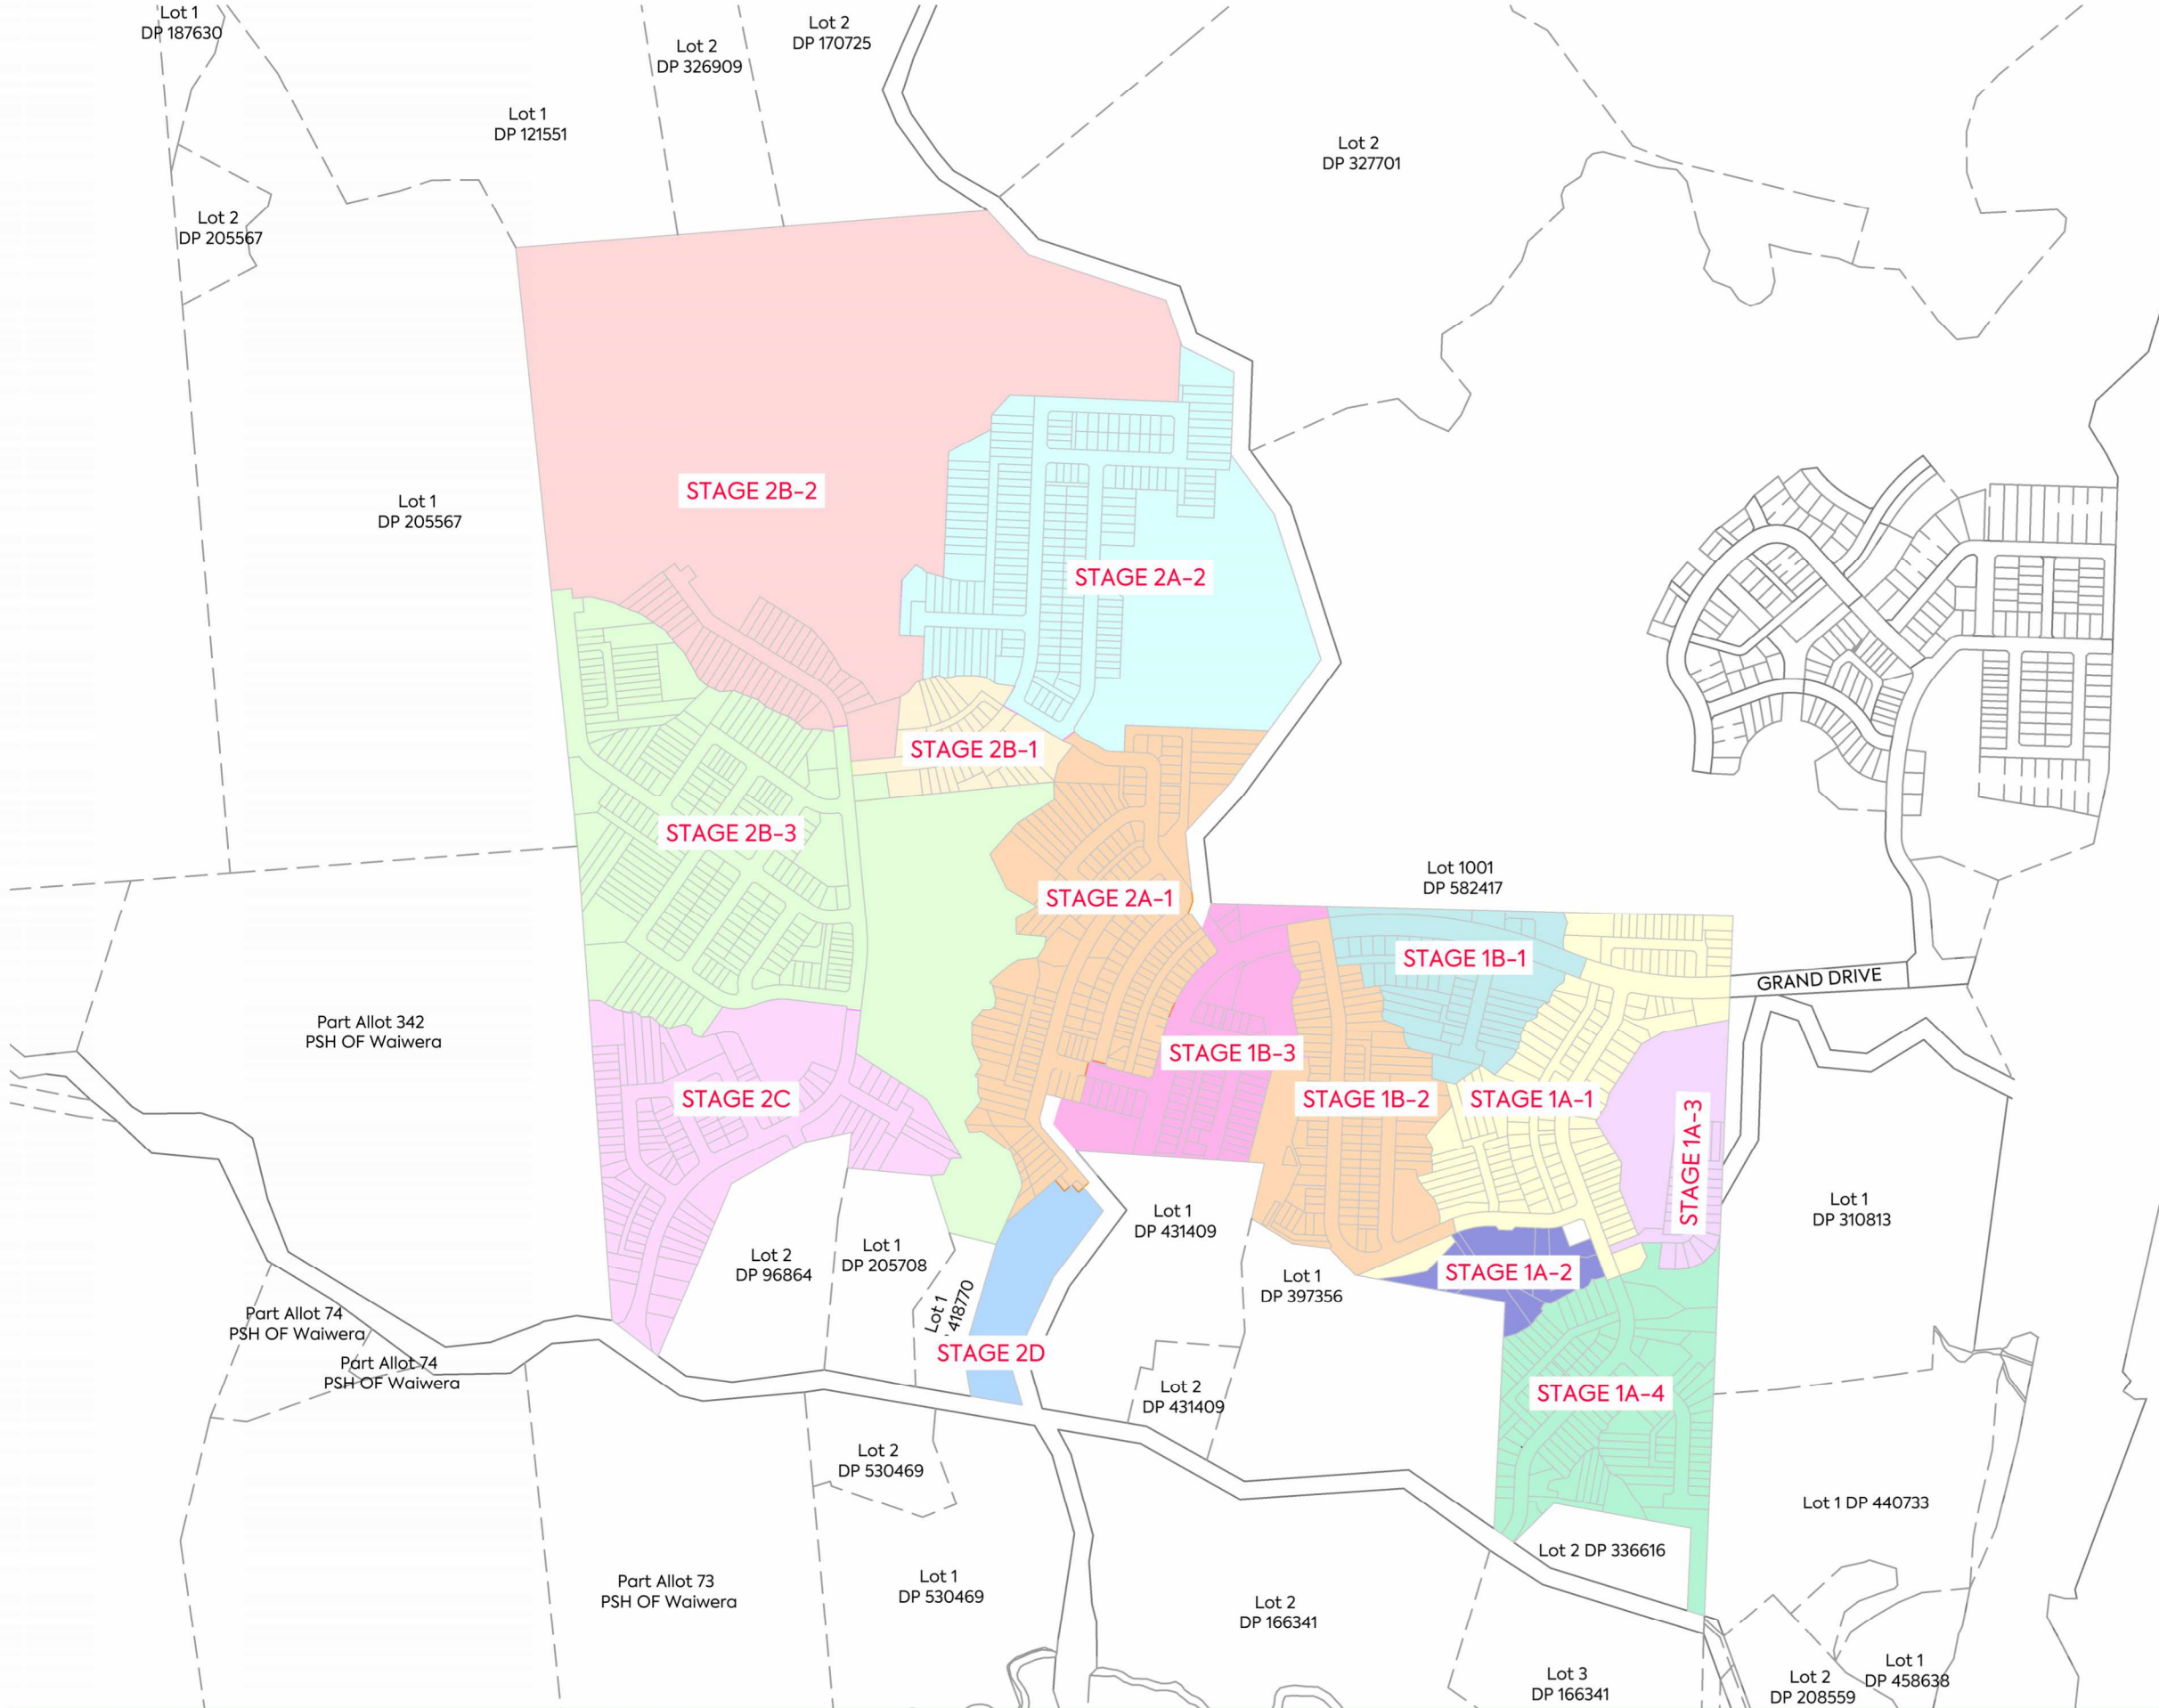 Lot 1
DP 187630
Lot 2
DP 326909
Lot 2
DP 170725
Lot 1
DP 121551
Lot 2
DP 327701
Lot 2
DP 205567
STAGE 2B-2
Lot 1
DP 205567
STAGE 2A-2
STAGE 2B-1
STAGE 2B-3
STAGE 2A-1
Lot 1001
DP 582417
STAGE 1B-1
GRAND DRIVE
Part Allot 342
PSH OF Waiwera
STAGE 1B-3
STAGE 2C
STAGE 1B-2
STAGE 1A-1
STAGE 1A-3
Lot 1
DP 431409
Lot 1
DP 310813
Lot 2
DP 96864
Lot 1
DP 205708
Lot 1
418770
Lot 1
DP 397356
STAGE 1A-2
Part Allot 74
PSH OF Waiwera
Part Allot 74
PSH OF Waiwera
STAGE 2D
Lot 2
DP 431409
STAGE 1A-4
Lot 2
DP 530469
Lot 1 DP 440733
Lot 2 DP 336616
Part Allot 73
PSH OF Waiwera
Lot 1
DP 530469
Lot 2
DP 166341
Lot 3
DP 166341
Lot 2
DP 208559
Lot 1
DP 458638